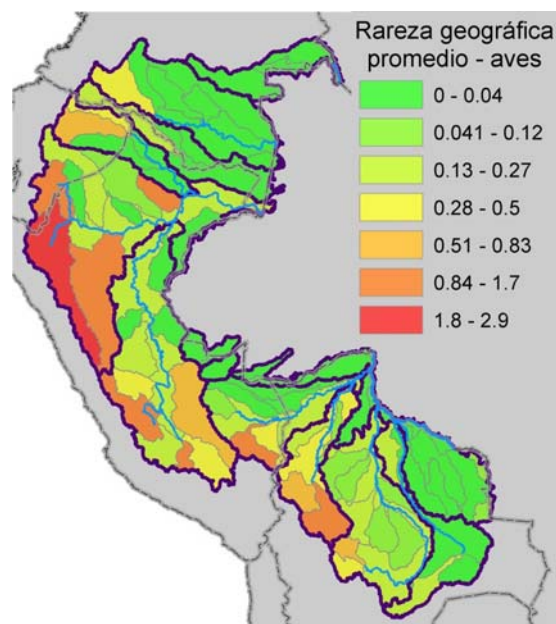 Rareza geográfica
promedio - aves
0 - 0.04
0.041 - 0.12
0.13 - 0.27
0.28 - 0.5
0.51 - 0.83
0.84 - 1.7
1.8 - 2.9